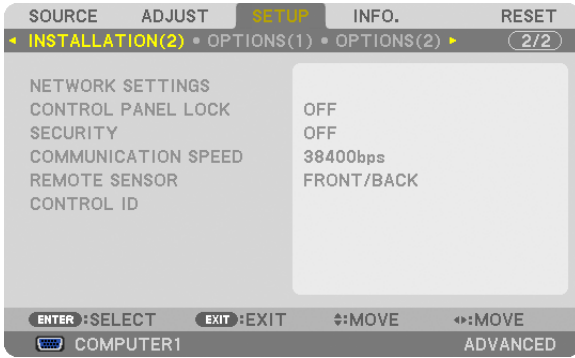 SOURCE ADJUST SETUP INFO. RESET
INSTALLATION(2) • OPTIONS(1) • OPTIONS(2) 2/2
NETWORK SETTINGS
CONTROL PANEL LOCK OFF
SECURITY OFF
COMMUNICATION SPEED 38400bps
REMOTE SENSOR FRONT/BACK
CONTROL ID
ENTER :SELECT EXIT :EXIT :MOVE :MOVE
COMPUTER1 ADVANCED